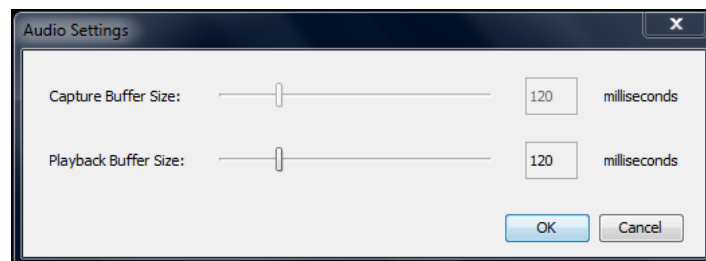 Audio Settings
Capture Buffer Size: 120 milliseconds
Playback Buffer Size: 120 milliseconds
OK Cancel